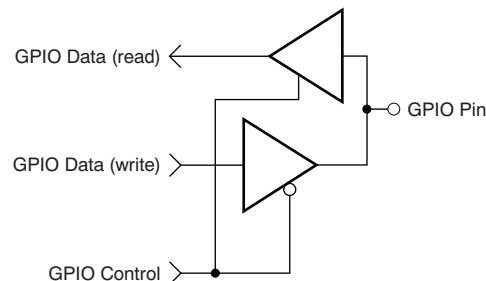 GPIO Data (read)
GPIO Pin
GPIO Data (write)
GPIO Control